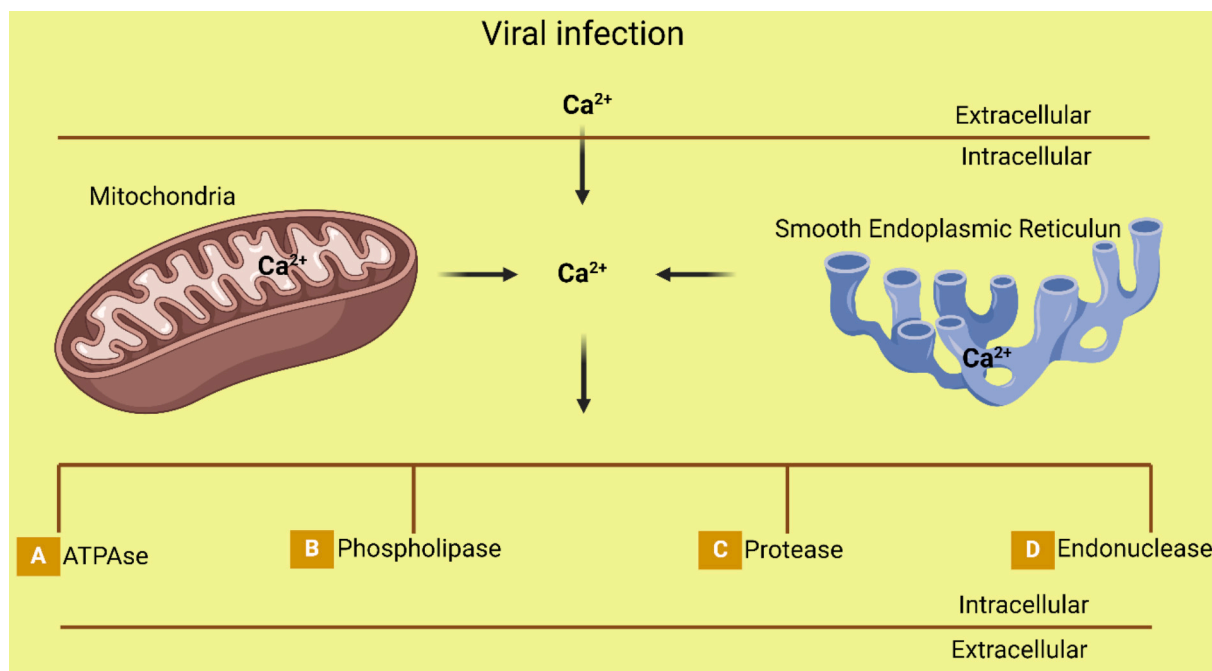 Viral infection
Ca²⁺
Extracellular
Intracellular
Mitochondria
Smooth Endoplasmic Reticulun
Ca²⁺
Ca²⁺
Ca²⁺
A ATPAse
B Phospholipase
C Protease
D Endonuclease
Intracellular
Extracellular